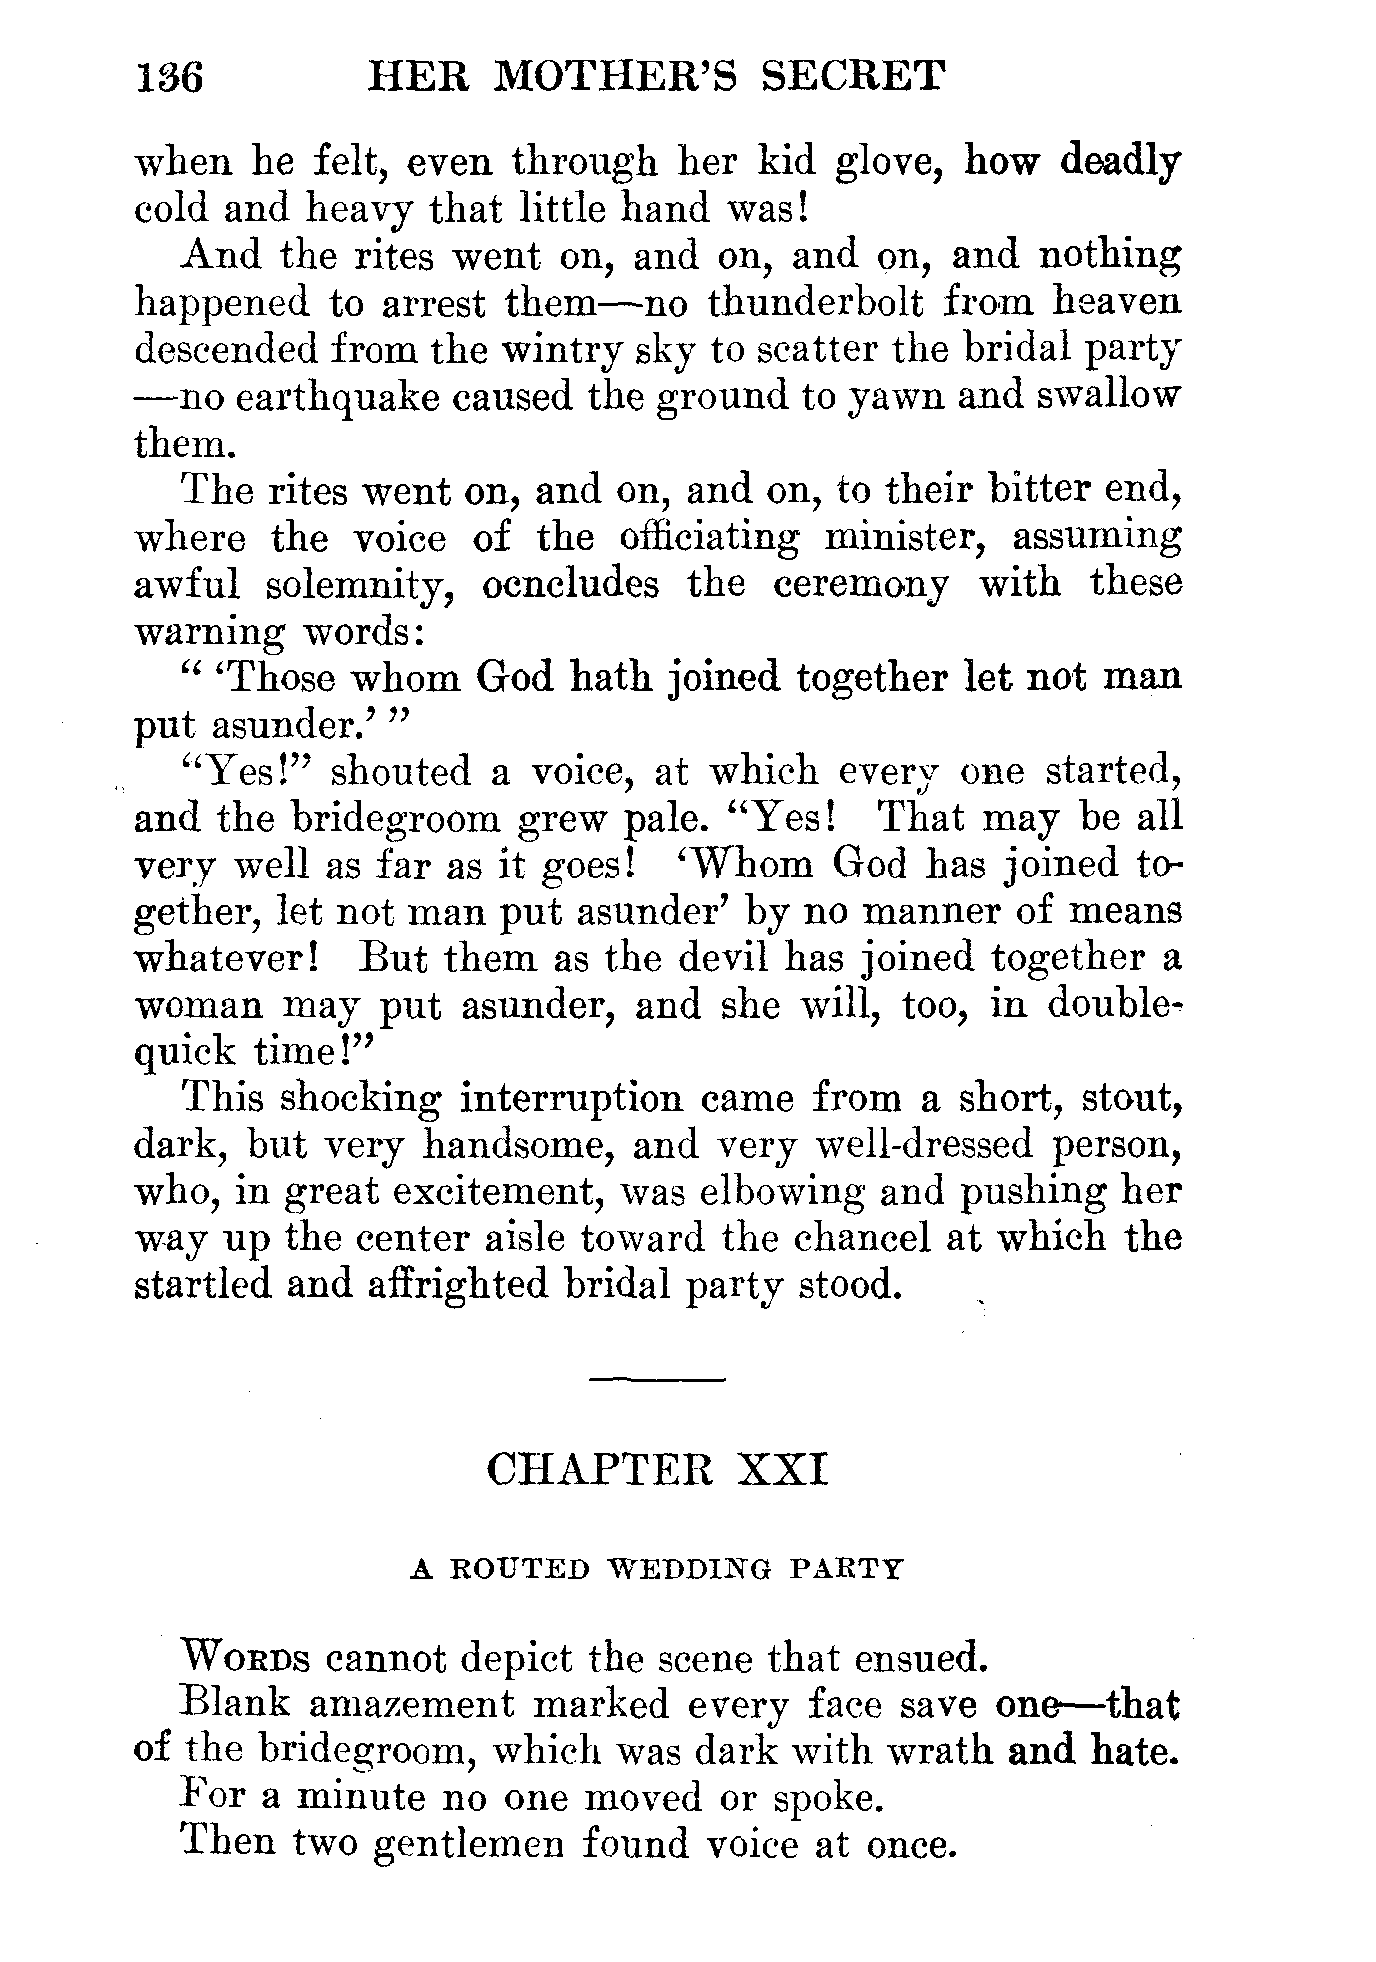 136 HER MOTHER'S SECRET
when he felt, even through her kid glove, how deadly
cold and heavy that little hand was!
And the rites went on, and on, and on, and nothing
happened to arrest them—no thunderbolt from heaven
descended from the wintry sky to scatter the bridal party
—no earthquake caused the ground to yawn and swallow
them.
The rites went on, and on, and on, to their bitter end,
where the voice of the officiating minister, assuming
awful solemnity, ocncludes the ceremony with these
warning words:
" 'Those whom God hath joined together let not man
put asunder.' "
"Yes!" shouted a voice, at which every one started,
and the bridegroom grew pale. "Yes! That may be all
very well as far as it goes! 'Whom God has joined to-
gether, let not man put asunder' by no manner of means
whatever! But them as the devil has joined together a
woman may put asunder, and she will, too, in double-
quick time!"
This shocking interruption came from a short, stout,
dark, but very handsome, and very well-dressed person,
who, in great excitement, was elbowing and pushing her
way up the center aisle toward the chancel at which the
startled and affrighted bridal party stood.
CHAPTER XXI
A ROUTED WEDDING PARTY
WORDS cannot depict the scene that ensued.
Blank amazement marked every face save one—that
of the bridegroom, which was dark with wrath and hate.
For a minute no one moved or spoke.
Then two gentlemen found voice at once.